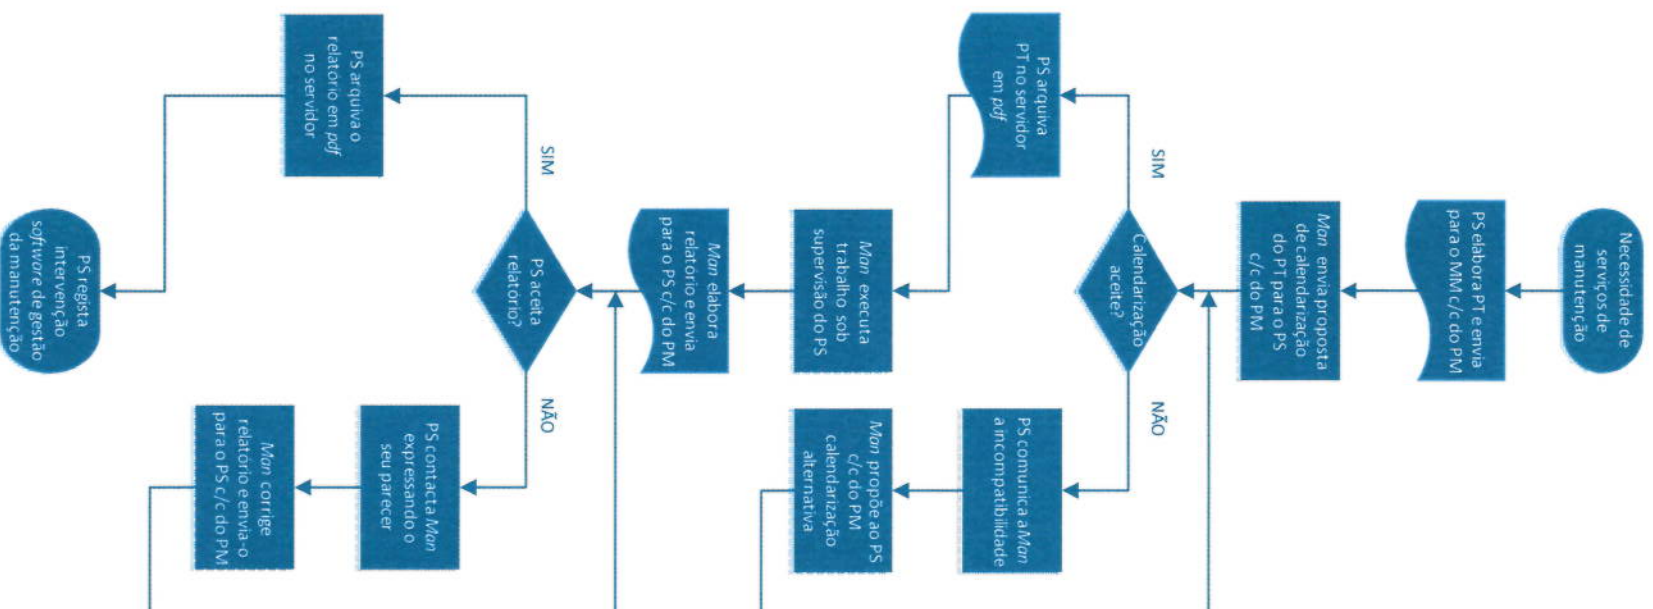 Necessidade de
serviços de
manutenção
PS elabora PT e envia
para o MM c/c do PM
Man envia proposta
de calendarização
do PT para o PS
c/c do PM
Calendarização
aceite?
SIM
NÃO
PS arquiva
PT no servidor
em pdf
PS comunica a Man
a incompatibilidade
Man propõe ao PS
c/c do PM
calendarização
alternativa
Man executa
trabalho sob
supervisão do PS
Man elabora
relatório e envia
para o PS c/c do PM
PS aceita
relatório?
SIM
NÃO
PS arquiva o
relatório em pdf
no servidor
PS contacta Man
expressando o
seu parecer
Man corrige
relatório e envia-o
para o PS c/c do PM
PS regista
intervenção
software de gestão
da manutenção